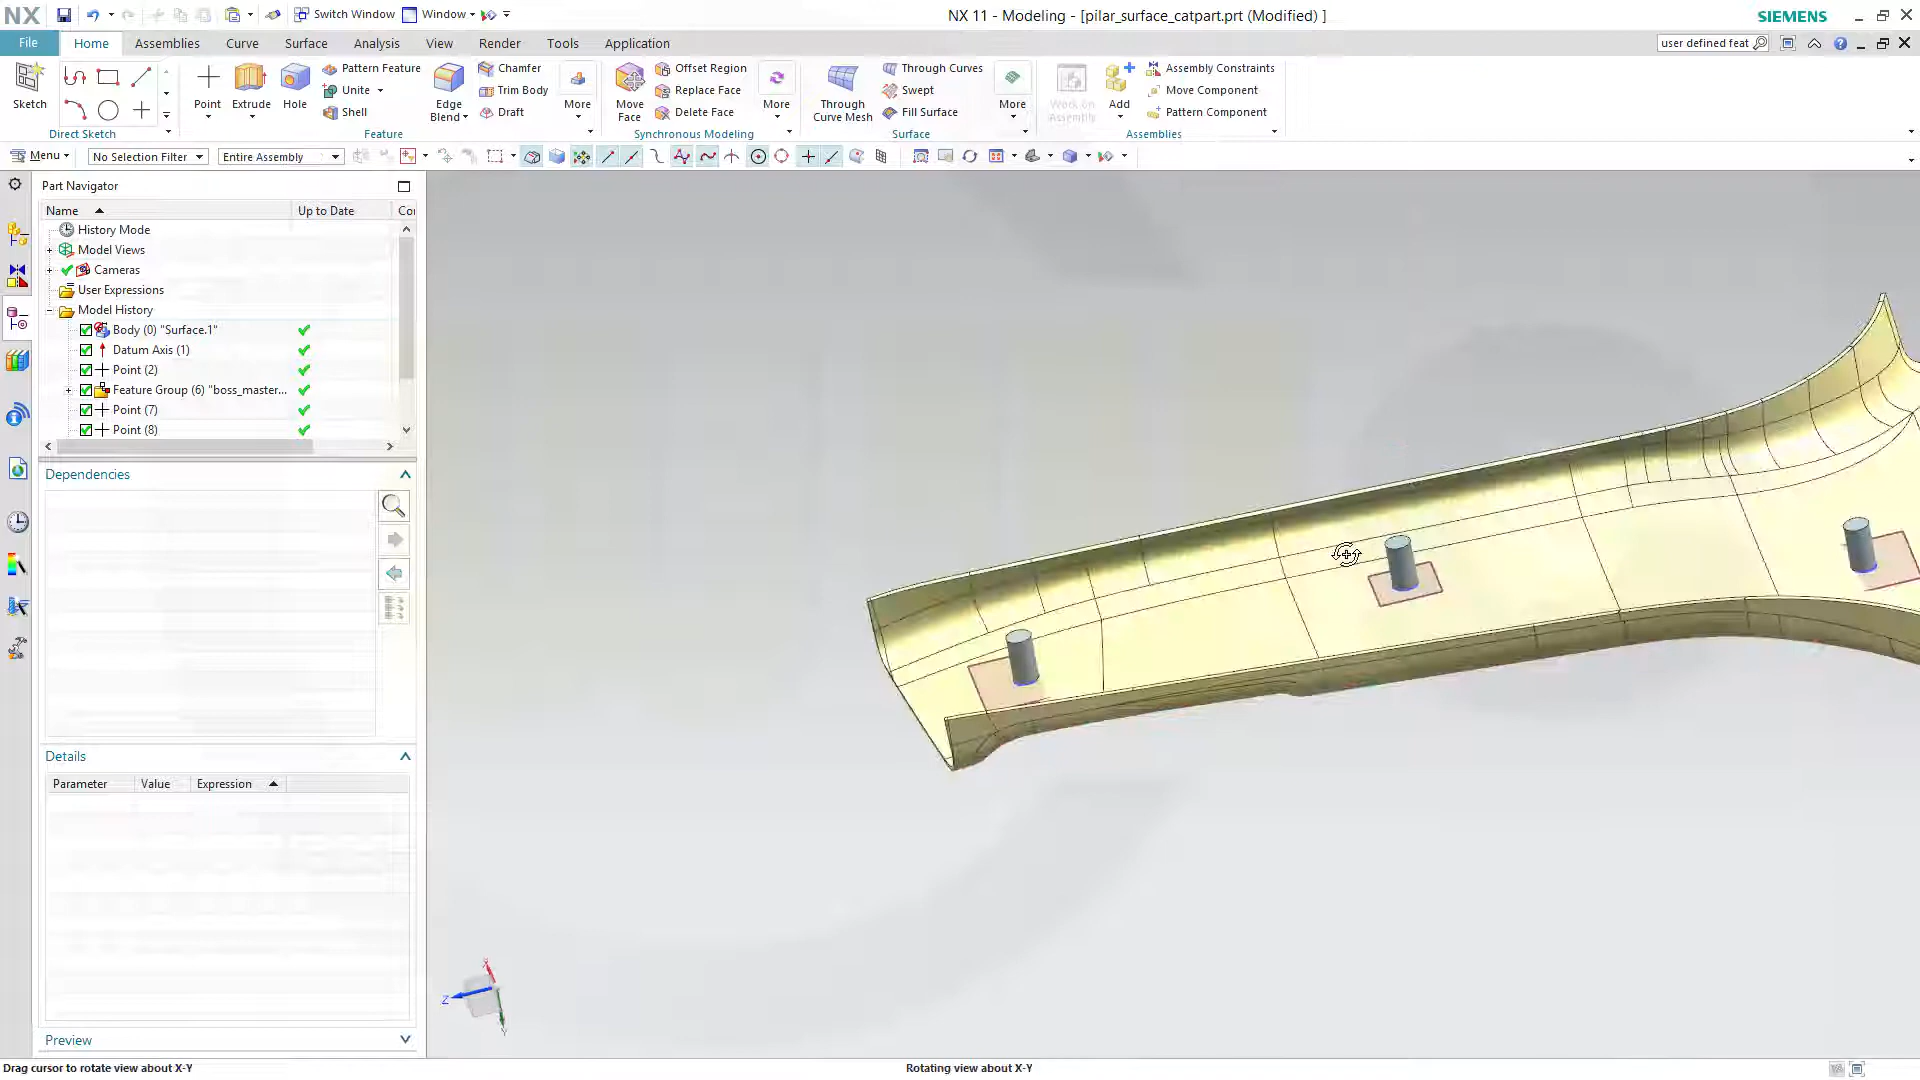 NX
Switch Window
Window
NX 11 - Modeling - [pilar_surface_catpart.prt (Modified) ]
SIEMENS
File
Home
Assemblies
Curve
Surface
Analysis
View
Render
Tools
Application
user defined feat
Sketch
Direct Sketch
Point
Extrude
Hole
Pattern Feature
Unite
Shell
Edge
Blend
Chamfer
Trim Body
Draft
More
Feature
Move
Face
Offset Region
Replace Face
Delete Face
More
Synchronous Modeling
Through
Curve Mesh
Through Curves
Swept
Fill Surface
More
Surface
Work on
Assembly
Add
Assembly Constraints
Move Component
Pattern Component
Assemblies
Menu
No Selection Filter
Entire Assembly
Part Navigator
Name
Up to Date
History Mode
Model Views
Cameras
User Expressions
Model History
Body (0) "Surface.1"
Datum Axis (1)
Point (2)
Feature Group (6) "boss_master...
Point (7)
Point (8)
Dependencies
Details
Parameter
Value
Expression
Preview
X
Z
Y
Drag cursor to rotate view about X-Y
Rotating view about X-Y